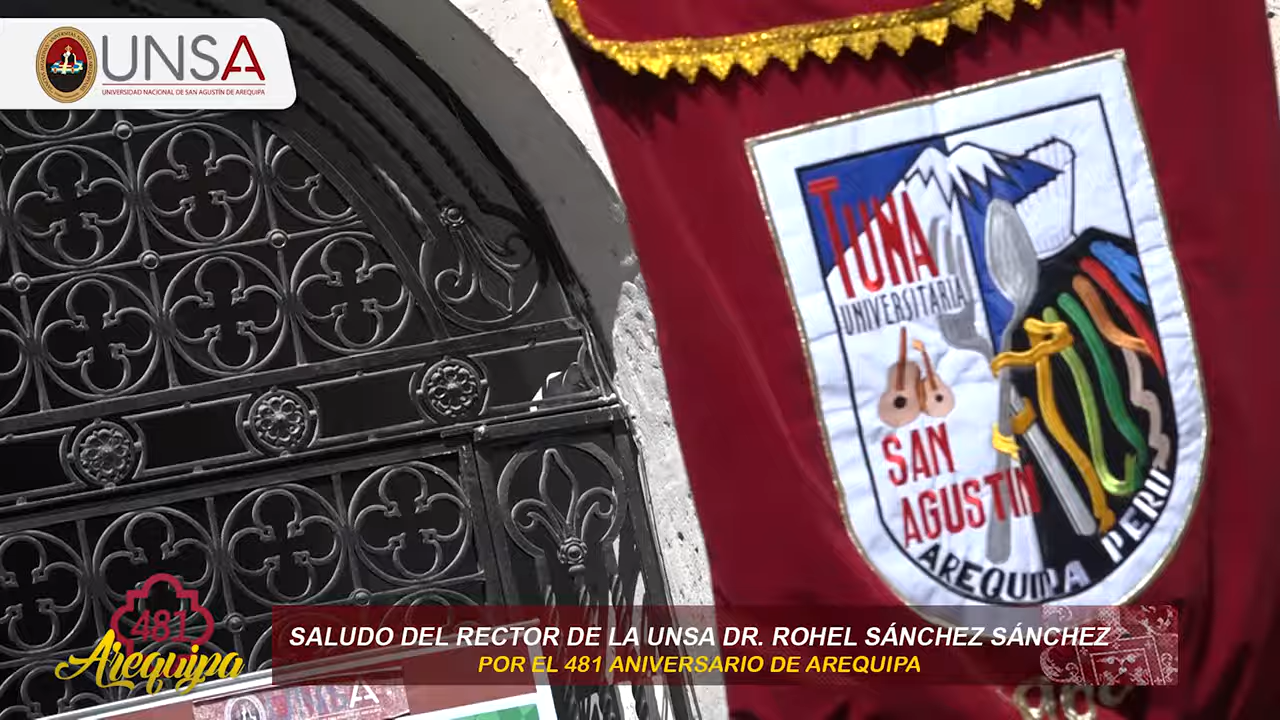 UNSA
UNIVERSIDAD NACIONAL DE SAN AGUSTÍN DE AREQUIPA
TUNA
UNIVERSITARIA
SAN
AGUSTIN
AREQUIPA PERU
481
Arequipa
SALUDO DEL RECTOR DE LA UNSA DR. ROHEL SÁNCHEZ SÁNCHEZ
POR EL 481 ANIVERSARIO DE AREQUIPA
UNSA